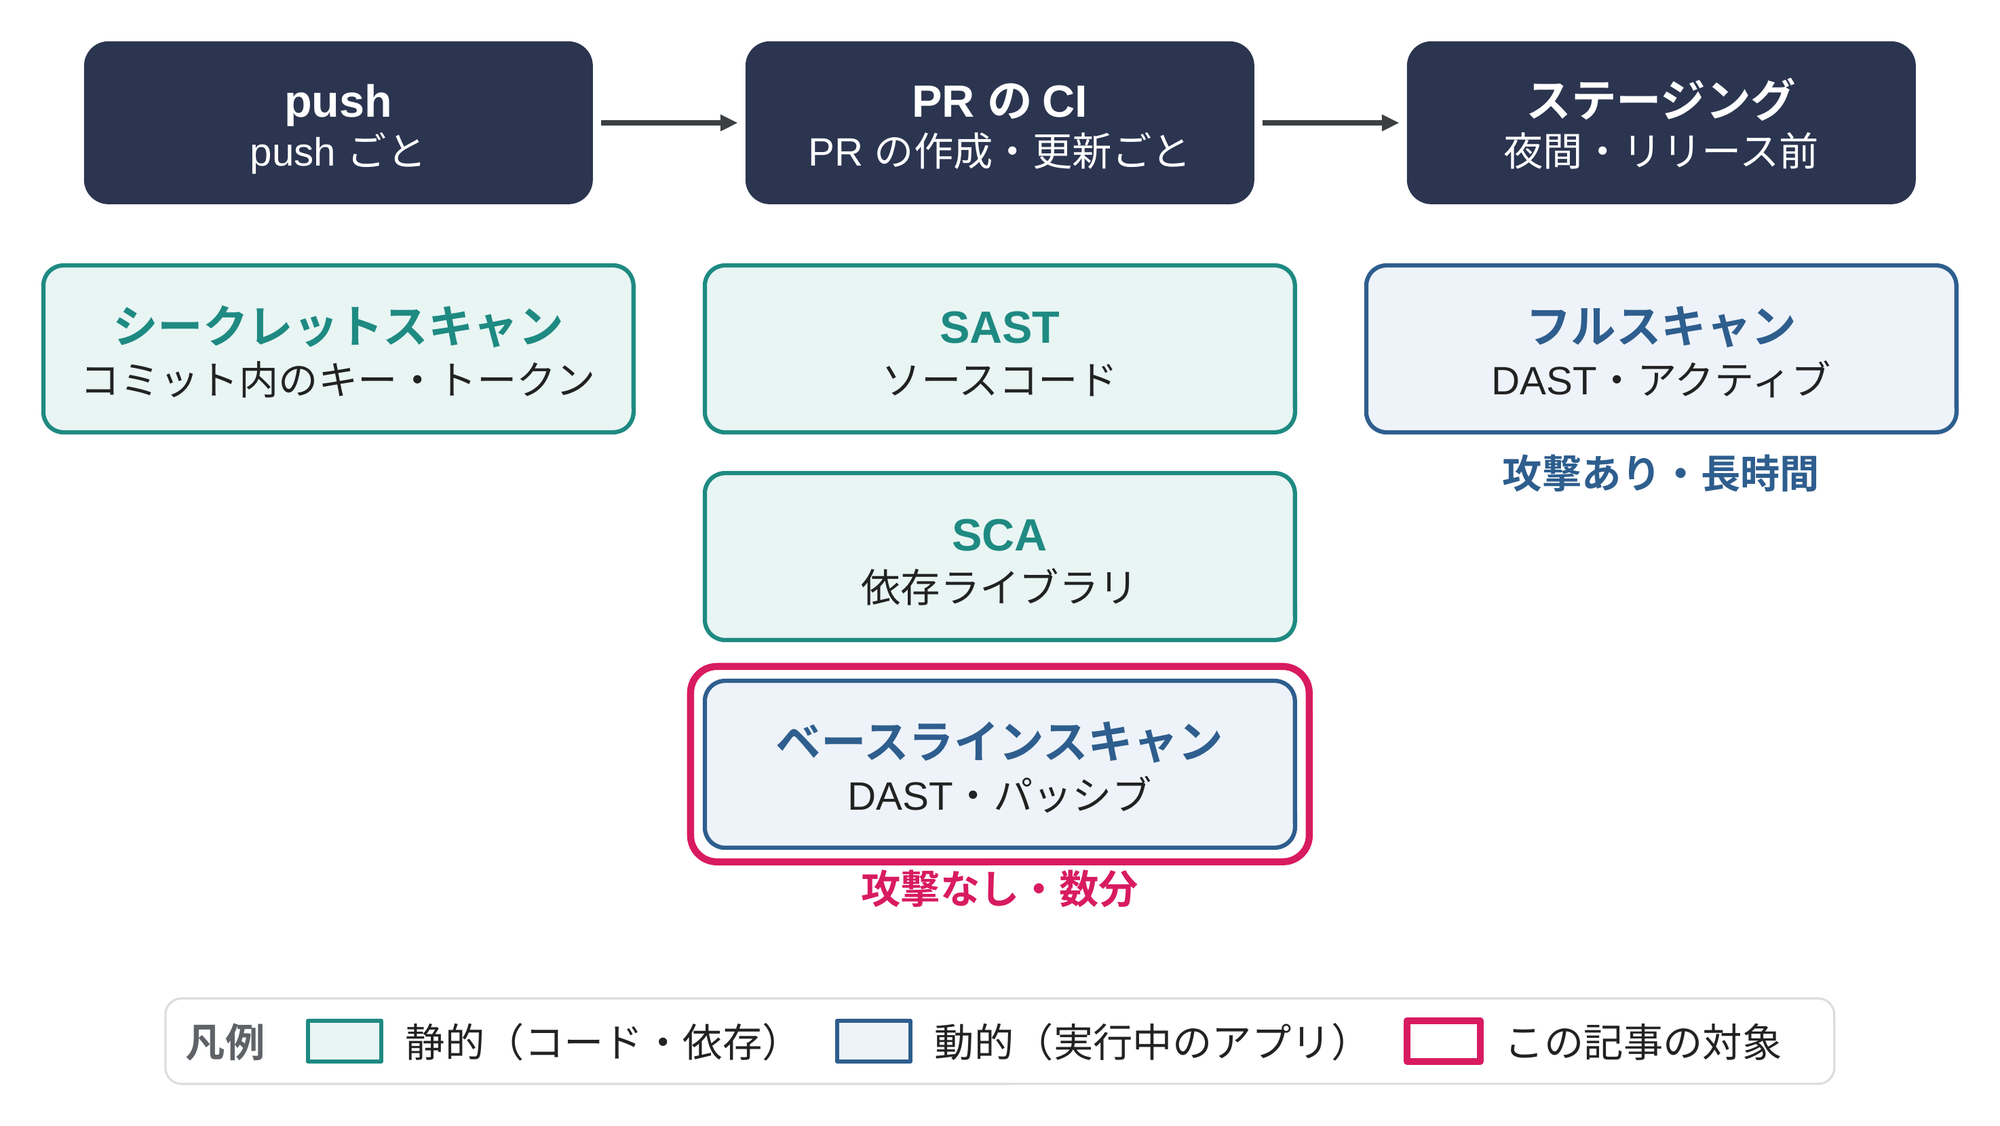 push
push ごと
PR の CI
PR の作成・更新ごと
ステージング
夜間・リリース前
シークレットスキャン
コミット内のキー・トークン
SAST
ソースコード
フルスキャン
DAST・アクティブ
攻撃あり・長時間
SCA
依存ライブラリ
ベースラインスキャン
DAST・パッシブ
攻撃なし・数分
凡例
静的（コード・依存）
動的（実行中のアプリ）
この記事の対象